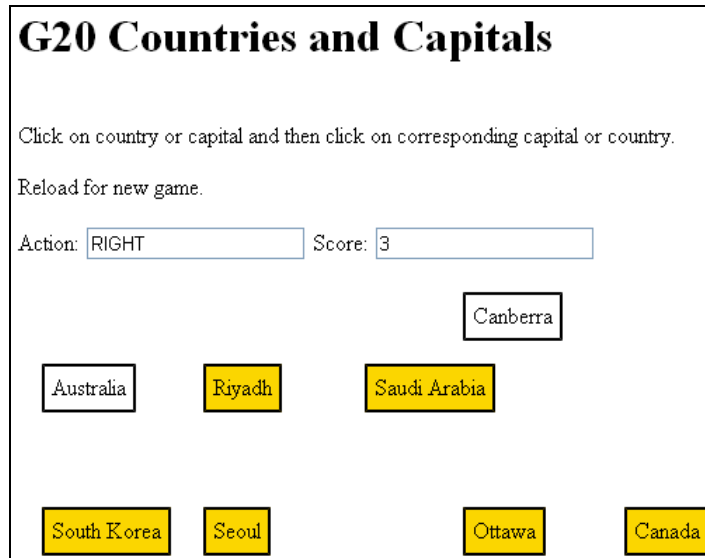 G20 Countries and Capitals
Click on country or capital and then click on corresponding capital or country.
Reload for new game.
Action: RIGHT Score: 3
Canberra
Australia Riyadh Saudi Arabia
South Korea Seoul Ottawa Canada